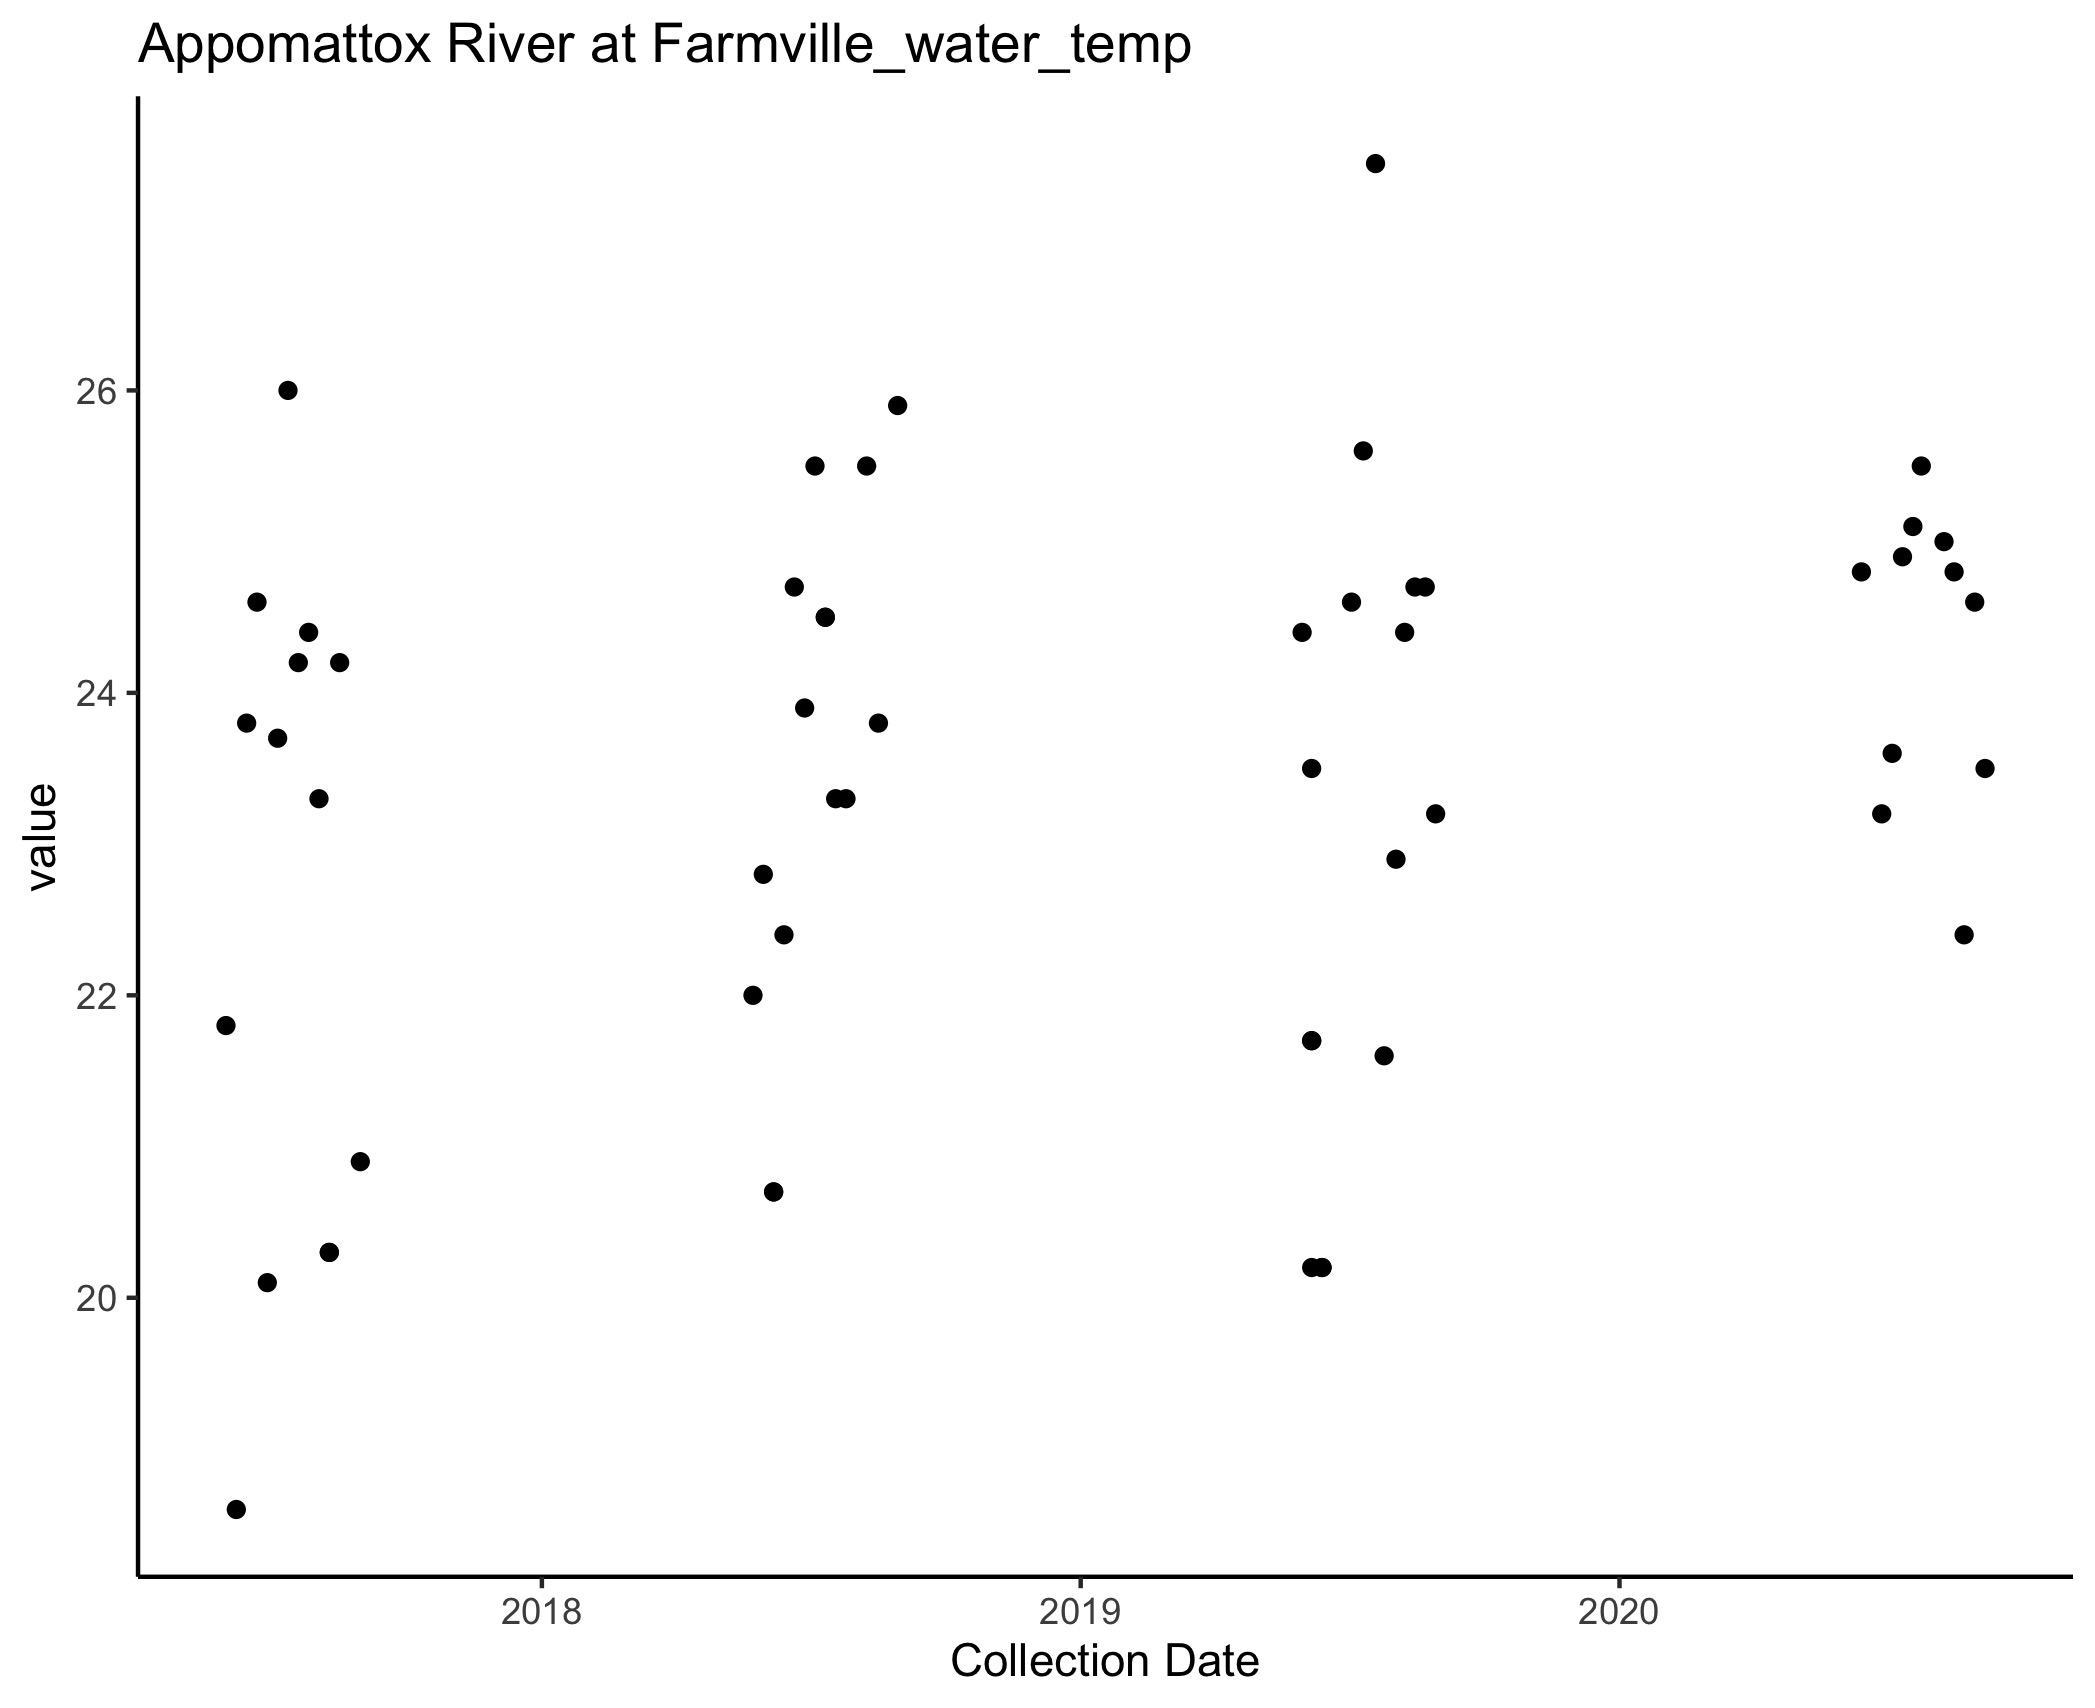 Appomattox River at Farmville_water_temp
26
24
22
20
value
2018 2019 2020
Collection Date